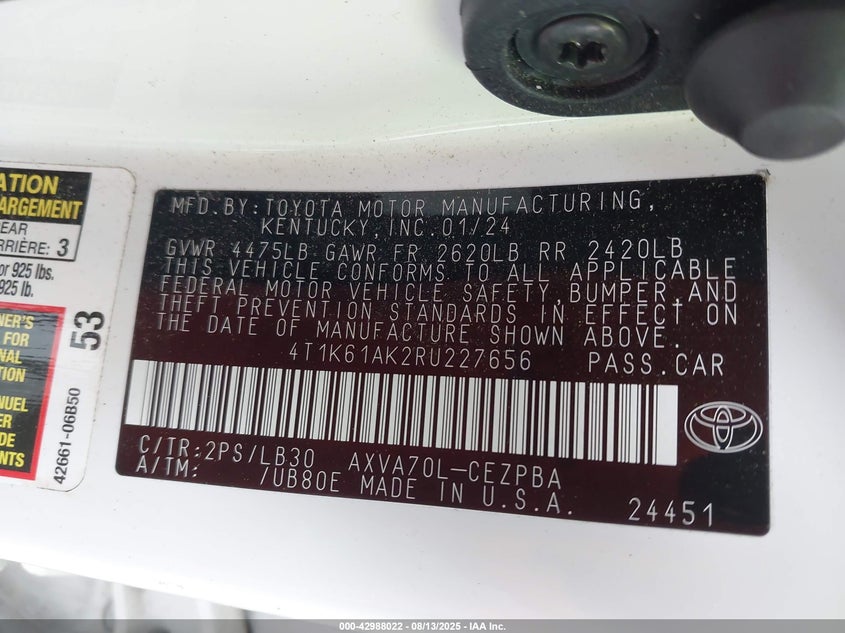 ATION
ARGEMENT
EAR
RRIÈRE: 3
or 925 lbs.
925 lb.
NER'S
FOR
NAL
TION
NUEL
ER
DE
ENTS
53
42661-06B50
MFD.BY:TOYOTA MOTOR MANUFACTURING,
KENTUCKY,INC.01/24
GVWR 4475LB GAWR FR 2620LB RR 2420LB
THIS VEHICLE CONFORMS TO ALL APPLICABLE
FEDERAL MOTOR VEHICLE SAFETY,BUMPER,AND
THEFT PREVENTION STANDARDS IN EFFECT ON
THE DATE OF MANUFACTURE SHOWN ABOVE.
4T1K61AK2RU227656 PASS.CAR
C/TR:2PS/LB30 AXVA70L-CEZPBA
A/TM: /UB80E MADE IN U.S.A.
24451
000-42988022 - 08/13/2025 - IAA Inc.